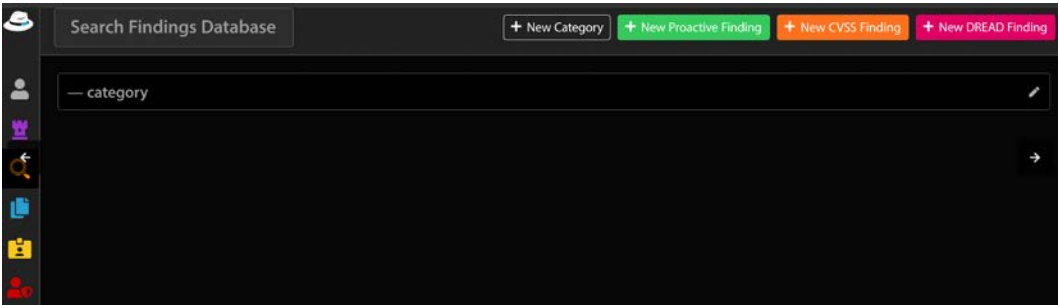 Search Findings Database
+ New Category
+ New Proactive Finding
+ New CVSS Finding
+ New DREAD Finding
— category